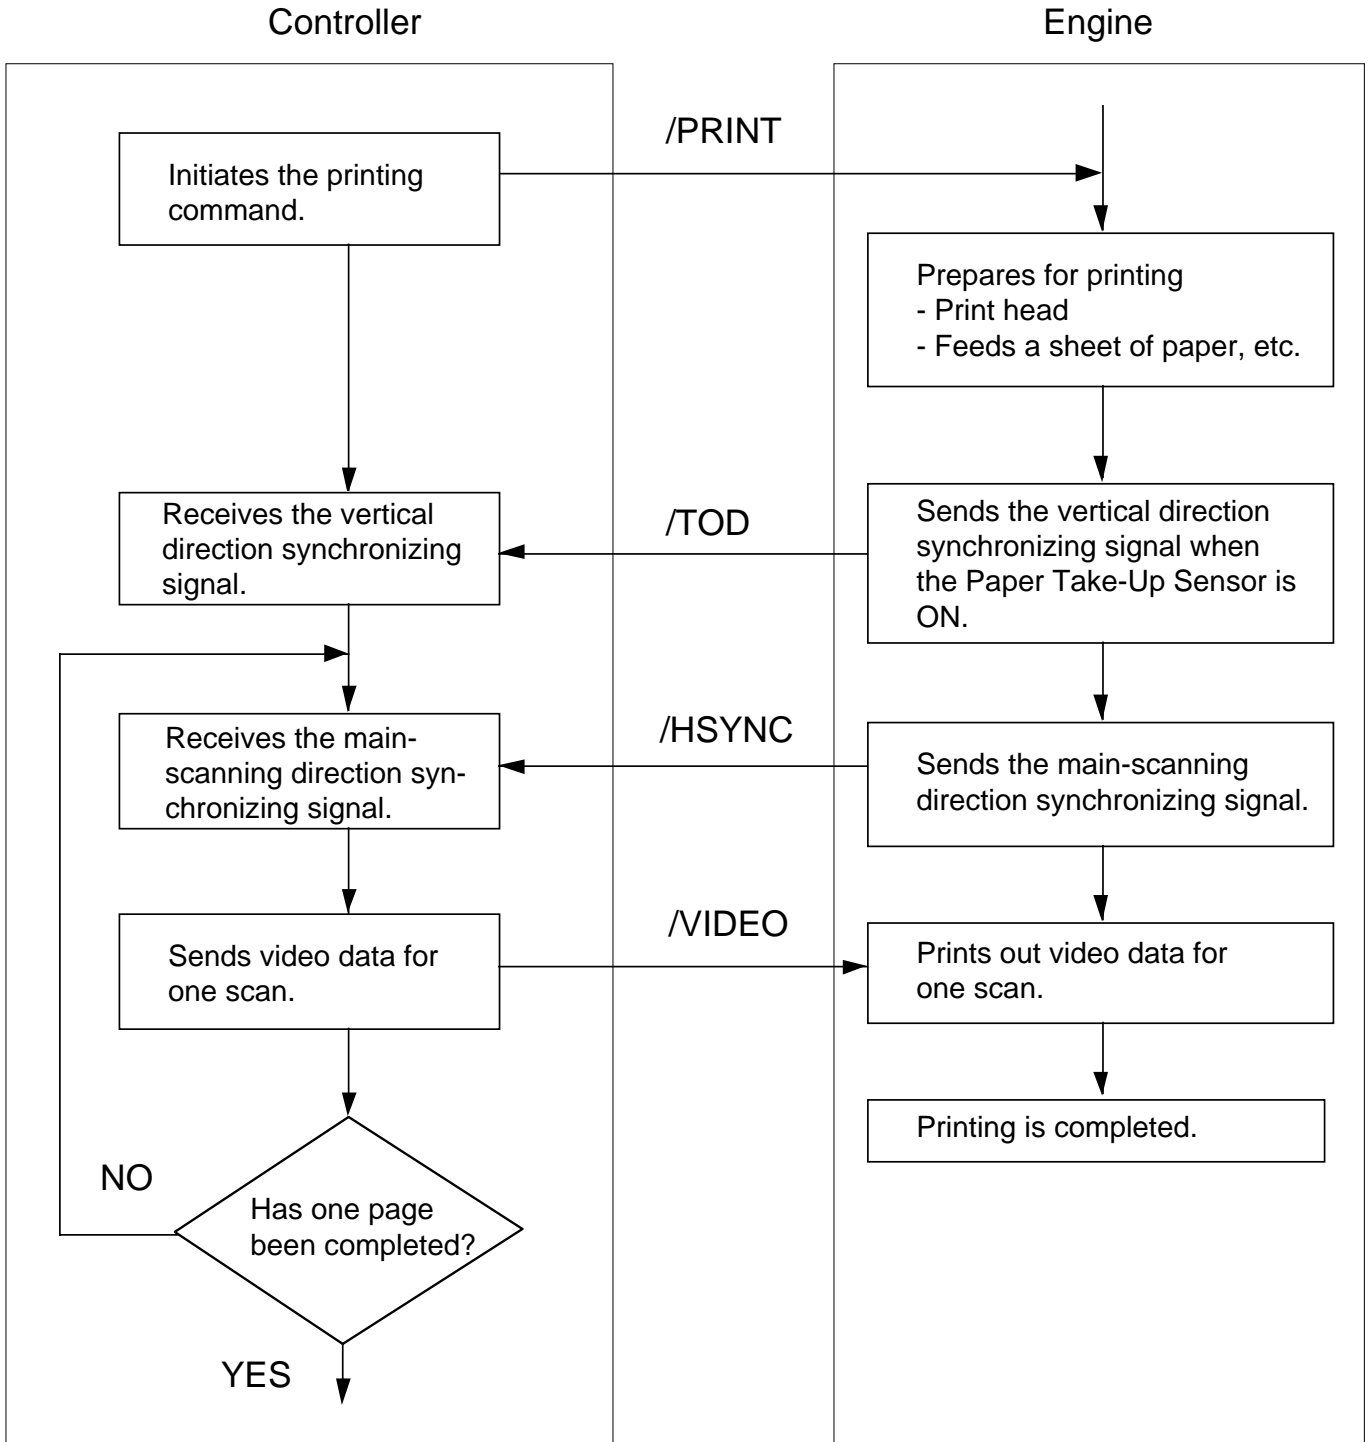 Controller
Engine
/PRINT
Initiates the printing
command.
Prepares for printing
- Print head
- Feeds a sheet of paper, etc.
Receives the vertical
direction synchronizing
signal.
/TOD
Sends the vertical direction
synchronizing signal when
the Paper Take-Up Sensor is
ON.
Receives the main-
scanning direction syn-
chronizing signal.
/HSYNC
Sends the main-scanning
direction synchronizing signal.
Sends video data for
one scan.
/VIDEO
Prints out video data for
one scan.
Printing is completed.
NO
Has one page
been completed?
YES